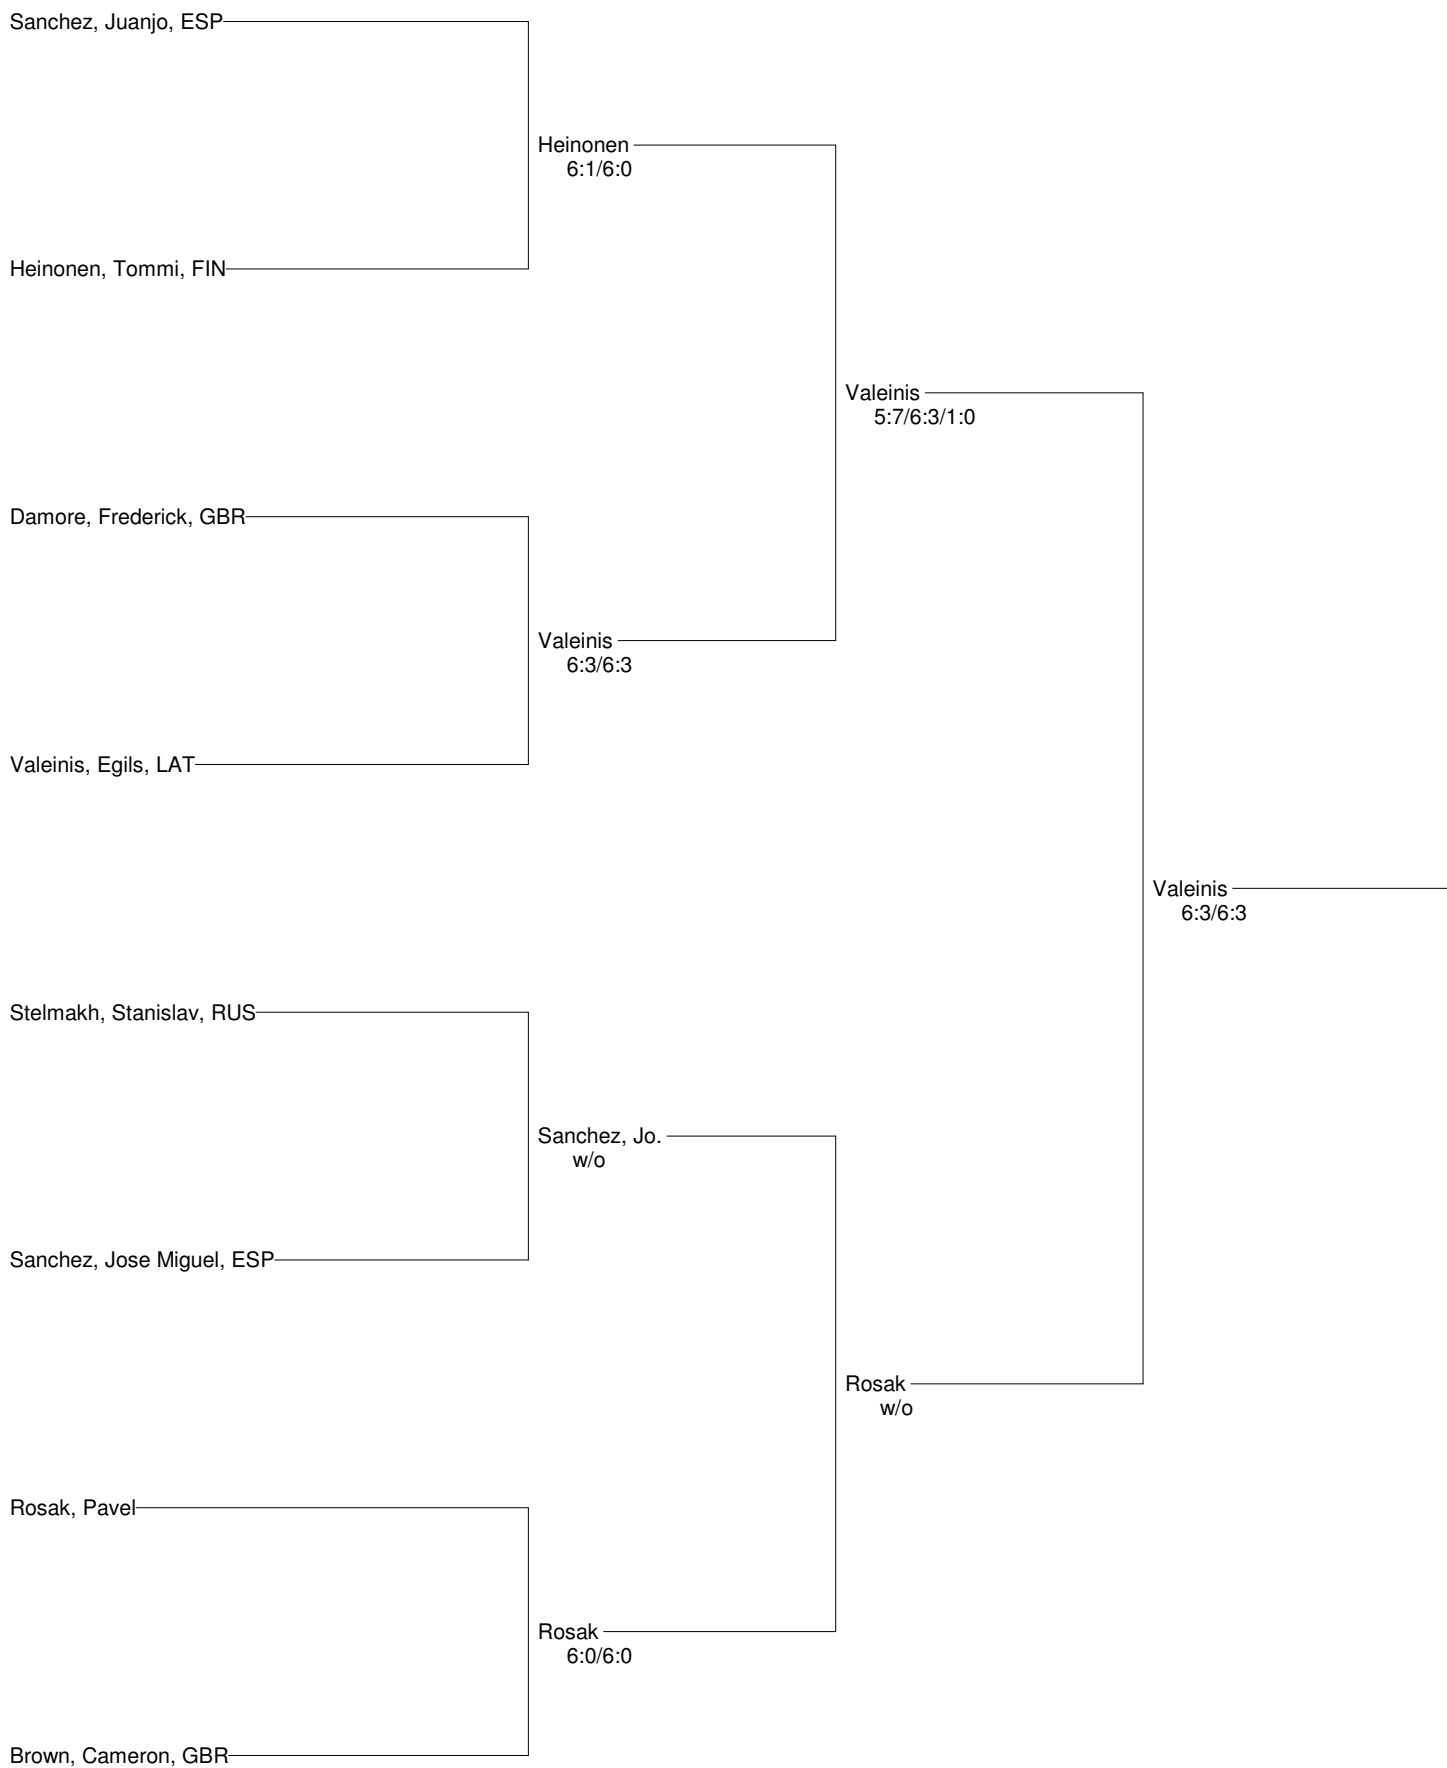 Sanchez, Juanjo, ESP
Heinonen
6:1/6:0
Heinonen, Tommi, FIN
Valeinis
5:7/6:3/1:0
Damore, Frederick, GBR
Valeinis
6:3/6:3
Valeinis, Egils, LAT
Valeinis
6:3/6:3
Stelmakh, Stanislav, RUS
Sanchez, Jo.
w/o
Sanchez, Jose Miguel, ESP
Rosak
w/o
Rosak, Pavel
Rosak
6:0/6:0
Brown, Cameron, GBR